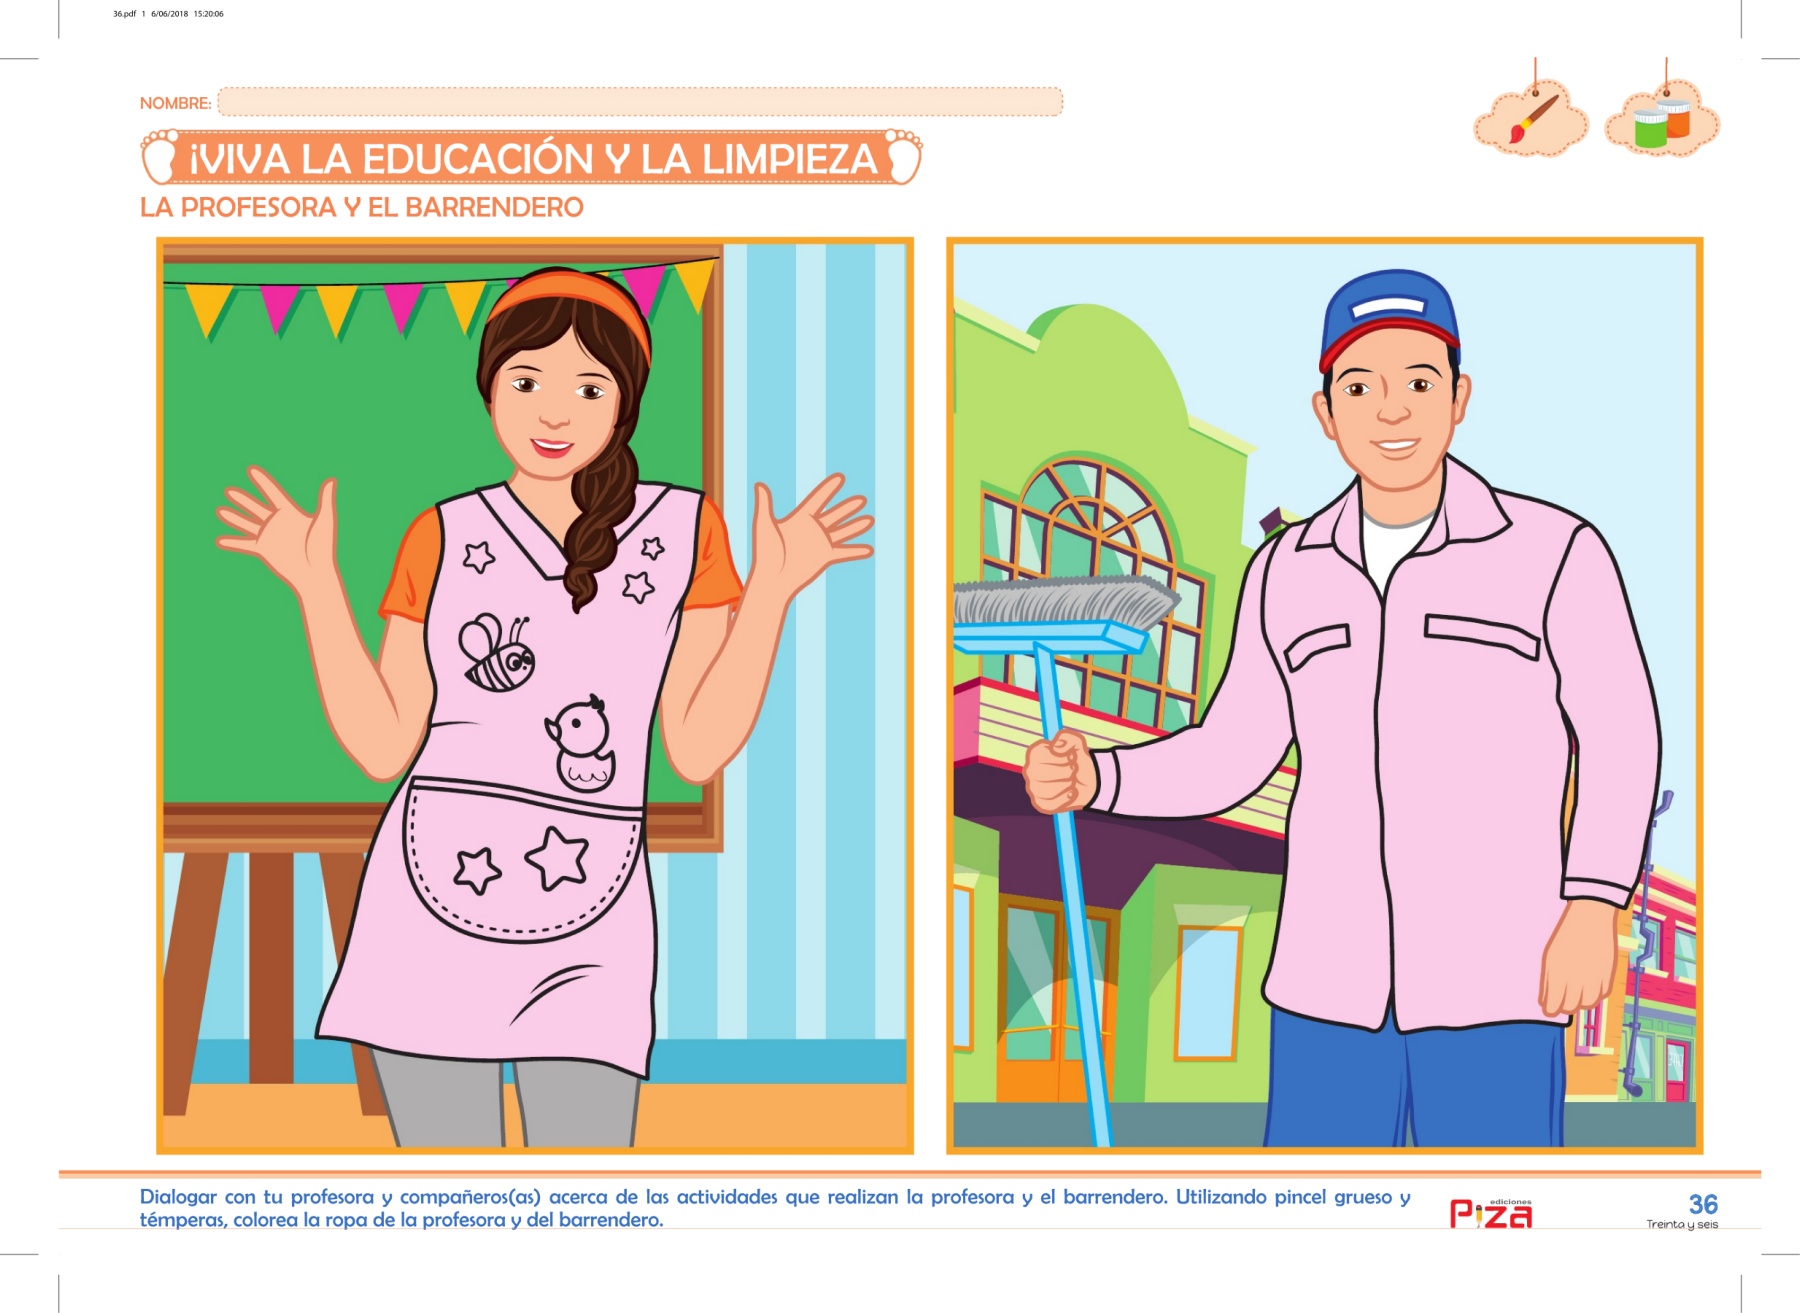 36.pdf 1 6/06/2018 15:20:06
NOMBRE:
¡VIVA LA EDUCACIÓN Y LA LIMPIEZA
LA PROFESORA Y EL BARRENDERO
Dialogar con tu profesora y compañeros(as) acerca de las actividades que realizan la profesora y el barrendero. Utilizando pincel grueso y
témperas, colorea la ropa de la profesora y del barrendero.
ediciones
Piza
36
Treinta y seis